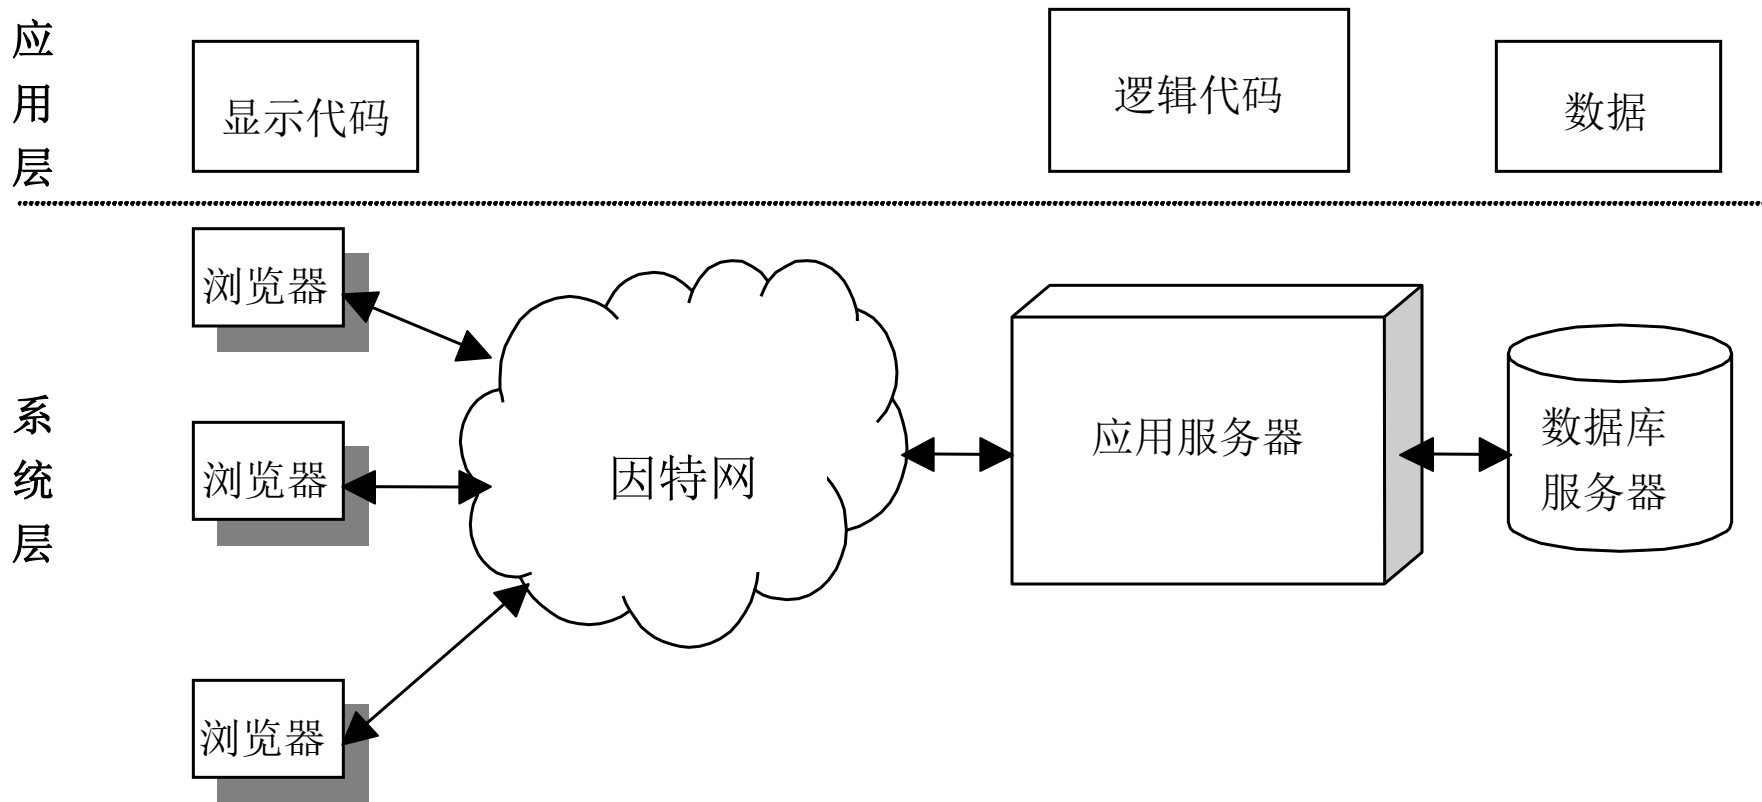 应
用
层
显示代码
逻辑代码
数据
系
统
层
浏览器
浏览器
浏览器
因特网
应用服务器
数据库
服务器